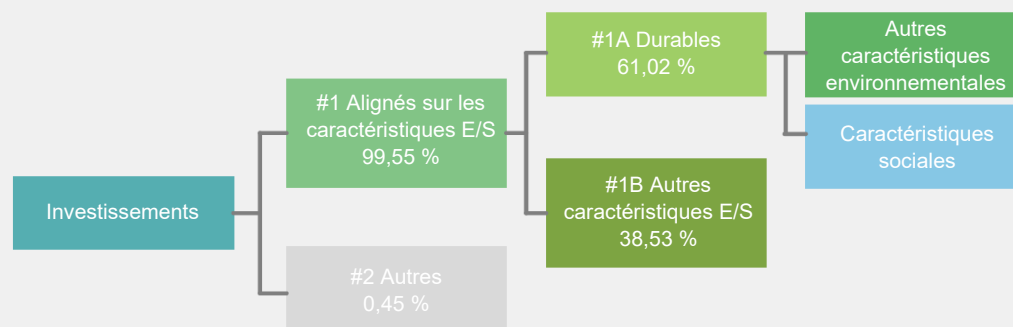 Investissements
#1 Alignés sur les
caractéristiques E/S
99,55 %
#2 Autres
0,45 %
#1A Durables
61,02 %
#1B Autres
caractéristiques E/S
38,53 %
Autres
caractéristiques
environnementales
Caractéristiques
sociales